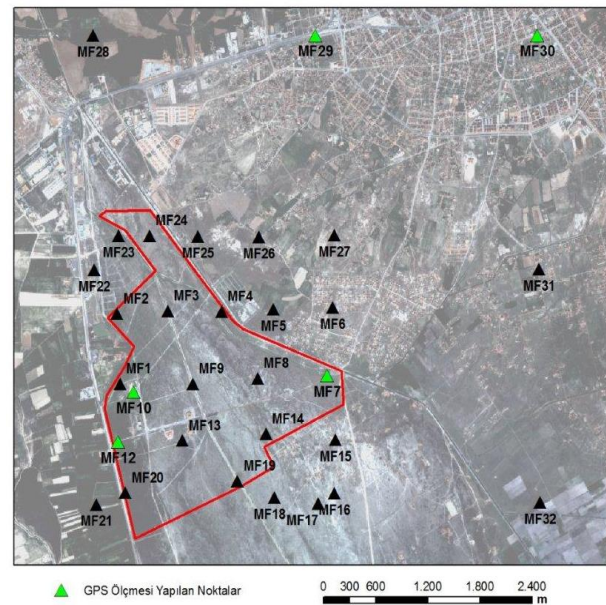 MF28
MF29
MF30
MF24
MF23
MF25
MF26
MF27
MF22
MF31
MF2
MF3
MF4
MF5
MF6
MF1
MF9
MF8
MF7
MF10
MF12
MF13
MF14
MF15
MF20
MF19
MF21
MF18
MF17
MF16
MF32
GPS Ölçmesi Yapılan Noktalar
0 300 600 1.200 1.800 2.400
m